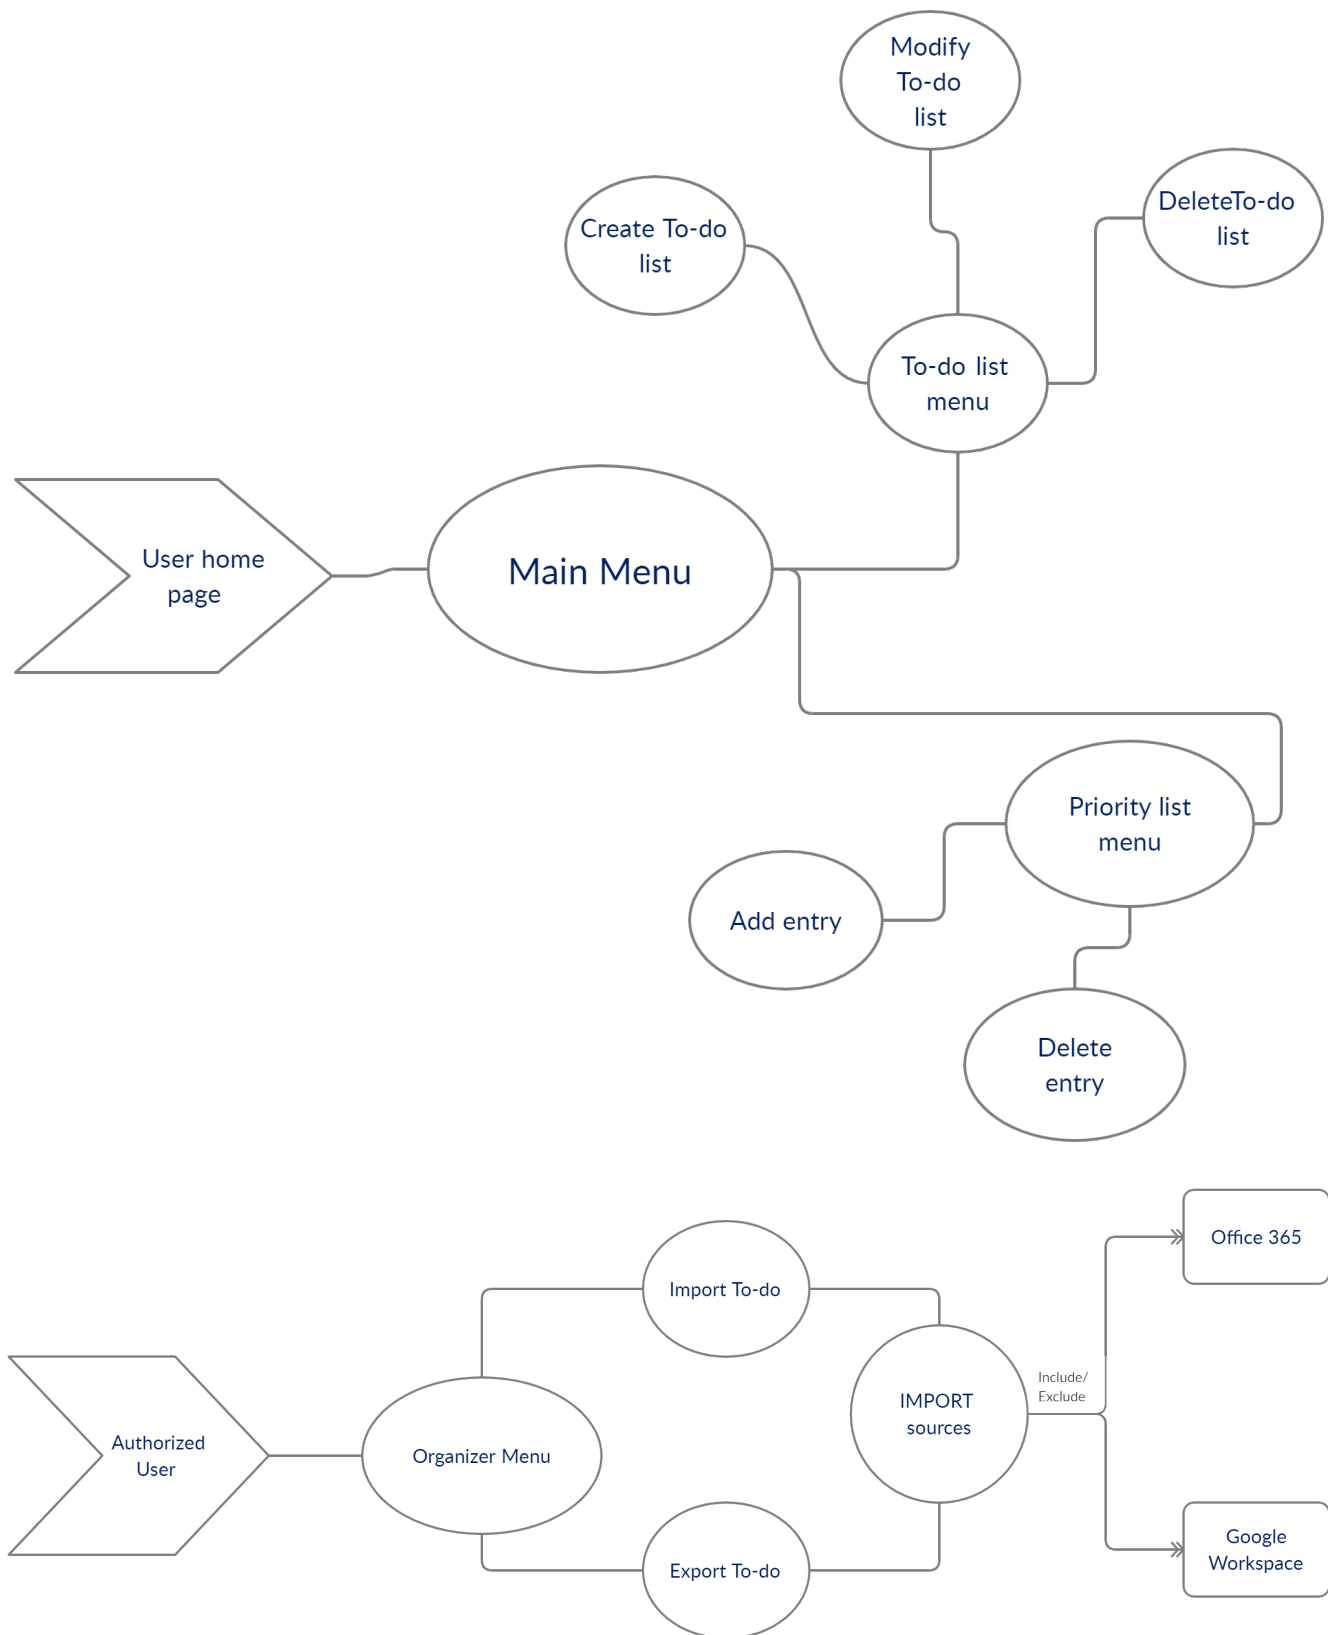 Modify
To-do
list
DeleteTo-do
list
Create To-do
list
To-do list
menu
User home
page
Main Menu
Priority list
menu
Add entry
Delete
entry
Office 365
Import To-do
Include/
Exclude
IMPORT
sources
Authorized
User
Organizer Menu
Google
Workspace
Export To-do